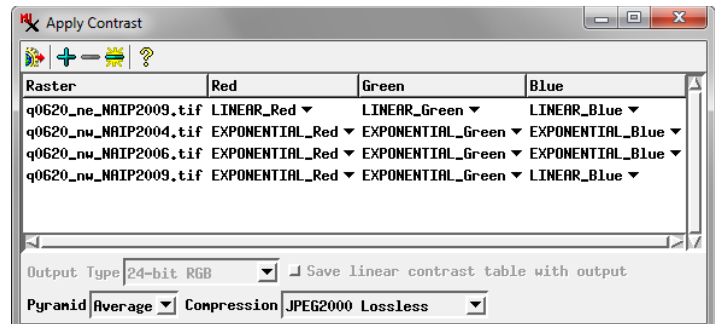 Apply Contrast
Raster Red Green Blue
q0620_ne_NAIP2009.tif LINEAR_Red LINEAR_Green LINEAR_Blue
q0620_nw_NAIP2004.tif EXPONENTIAL_Red EXPONENTIAL_Green EXPONENTIAL_Blue
q0620_nw_NAIP2006.tif EXPONENTIAL_Red EXPONENTIAL_Green EXPONENTIAL_Blue
q0620_nw_NAIP2009.tif EXPONENTIAL_Red EXPONENTIAL_Green LINEAR_Blue
Output Type 24-bit RGB Save linear contrast table with output
Pyramid Average Compression JPEG2000 Lossless